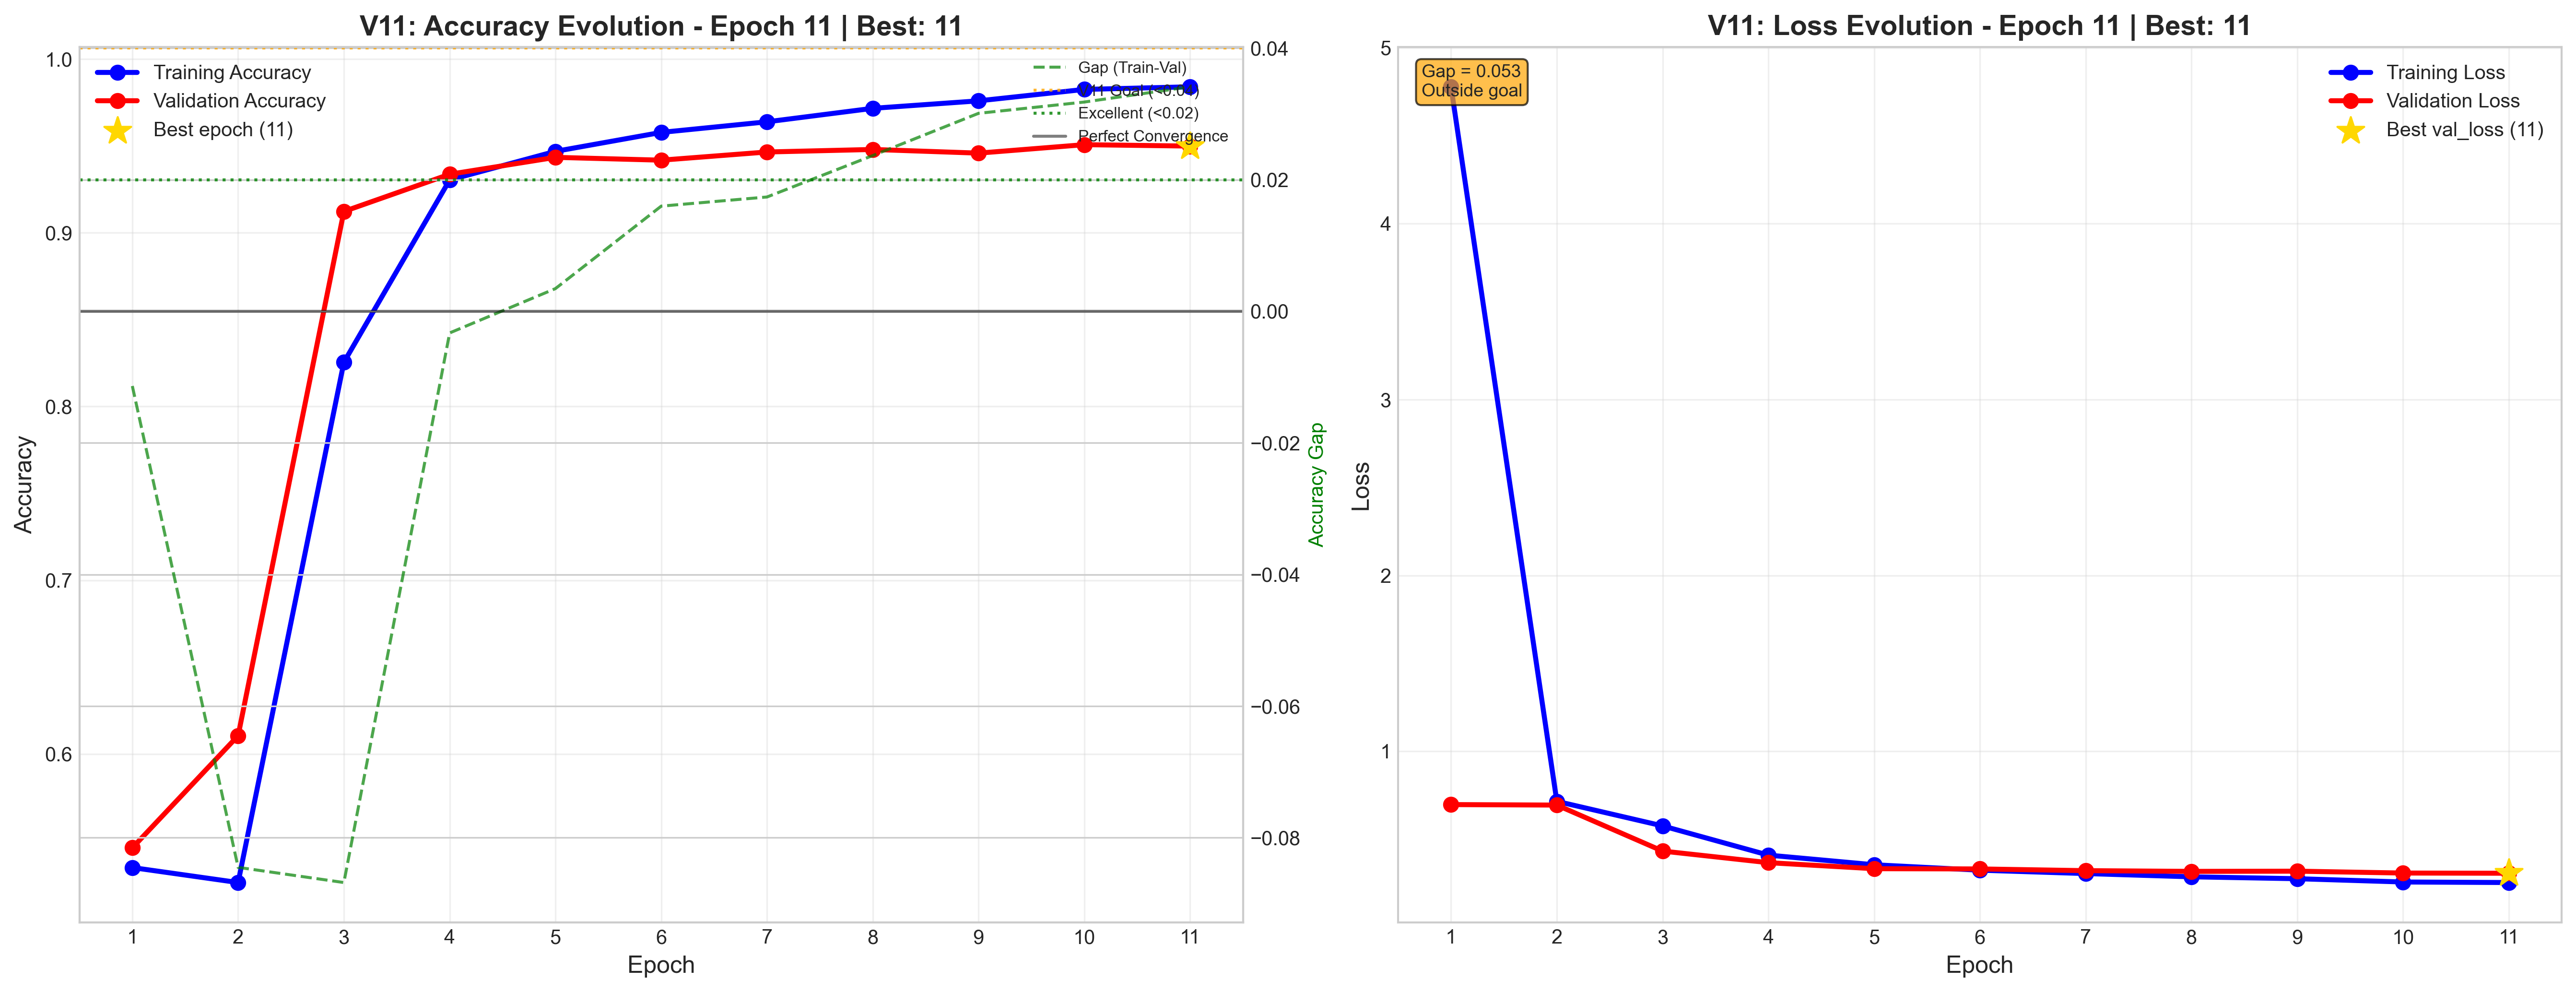 V11: Accuracy Evolution - Epoch 11 | Best: 11
Training Accuracy
Validation Accuracy
Best epoch (11)
Gap (Train-Val)
Excellent (<0.02)
Perfect Convergence
1.0
0.9
0.8
0.7
0.6
Accuracy
0.04
0.02
0.00
−0.02
−0.04
−0.06
−0.08
Accuracy Gap
1 2 3 4 5 6 7 8 9 10 11
Epoch
V11: Loss Evolution - Epoch 11 | Best: 11
Gap = 0.053
Outside goal
Training Loss
Validation Loss
Best val_loss (11)
5
4
3
2
1
Loss
1 2 3 4 5 6 7 8 9 10 11
Epoch